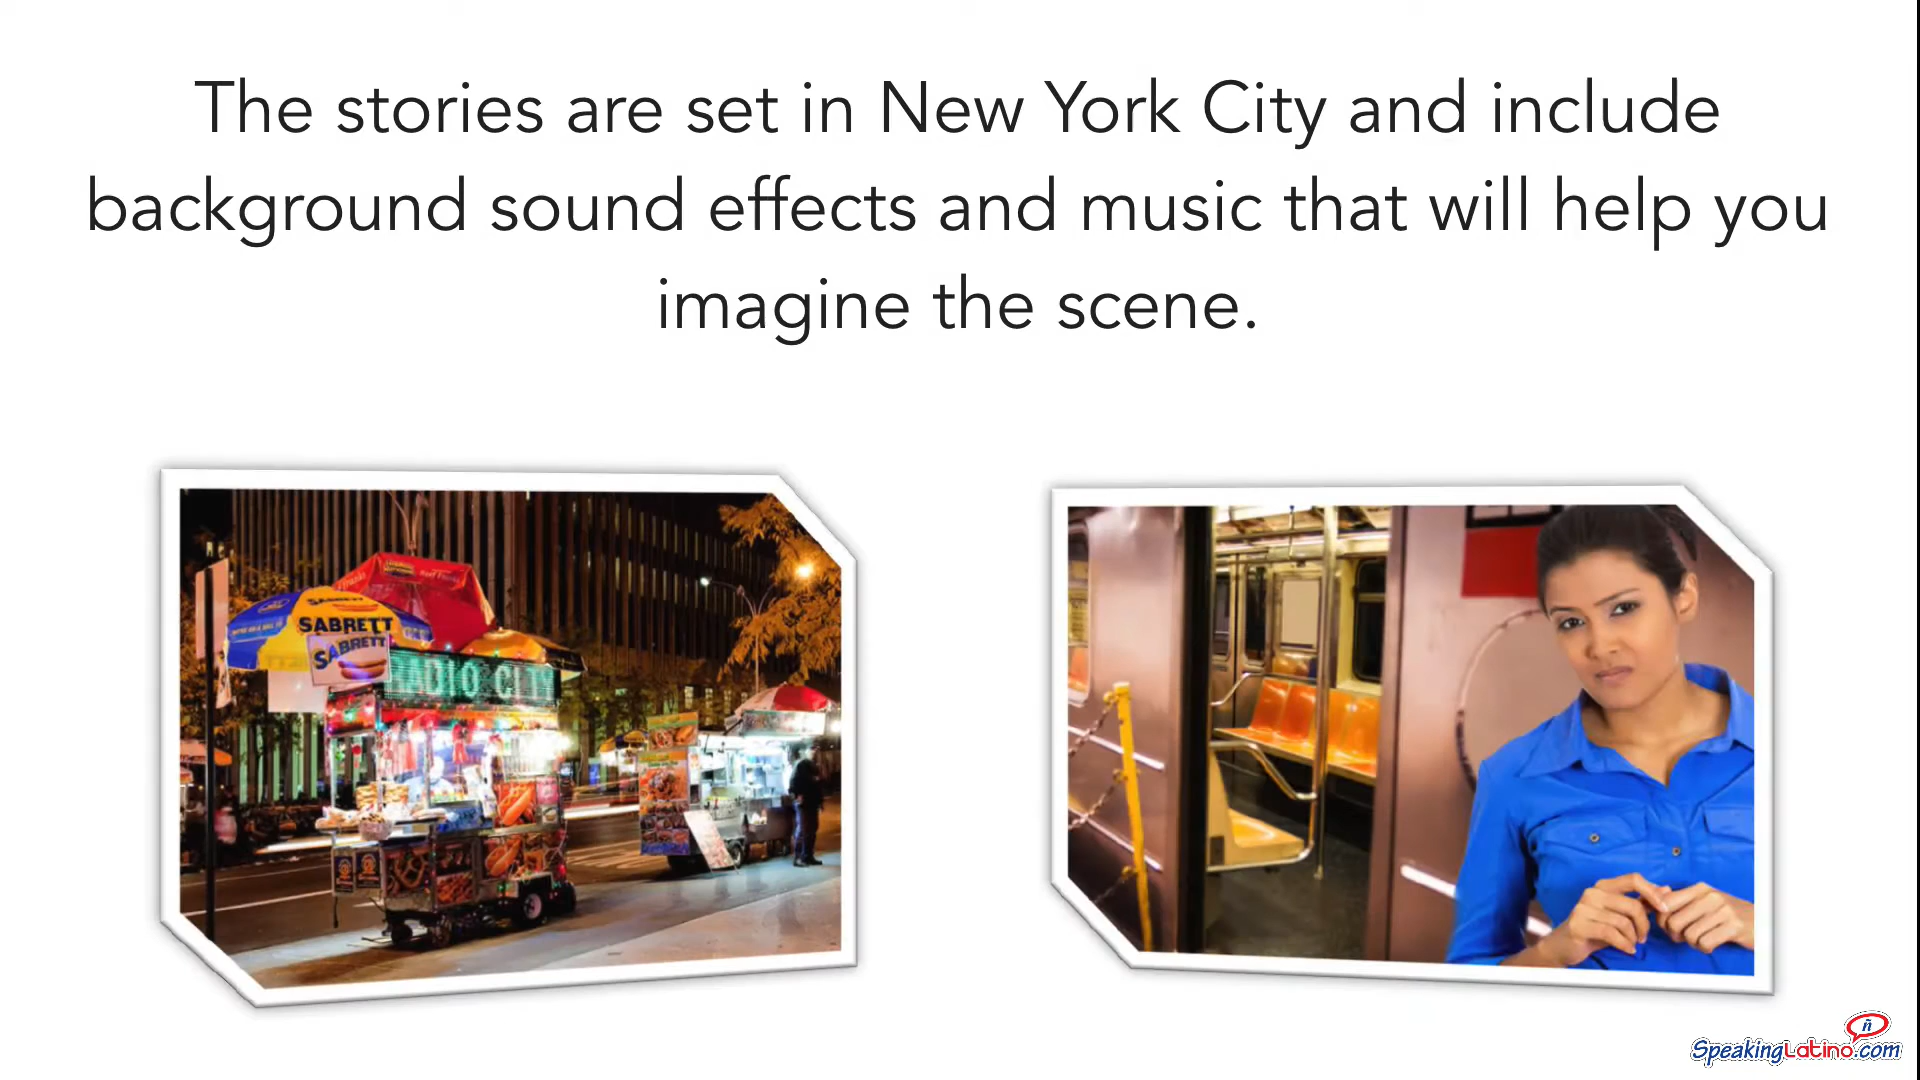 The stories are set in New York City and include
background sound effects and music that will help you
imagine the scene.
SABRETT
SABRETT
RADIO CITY
ñ
SpeakingLatino.com